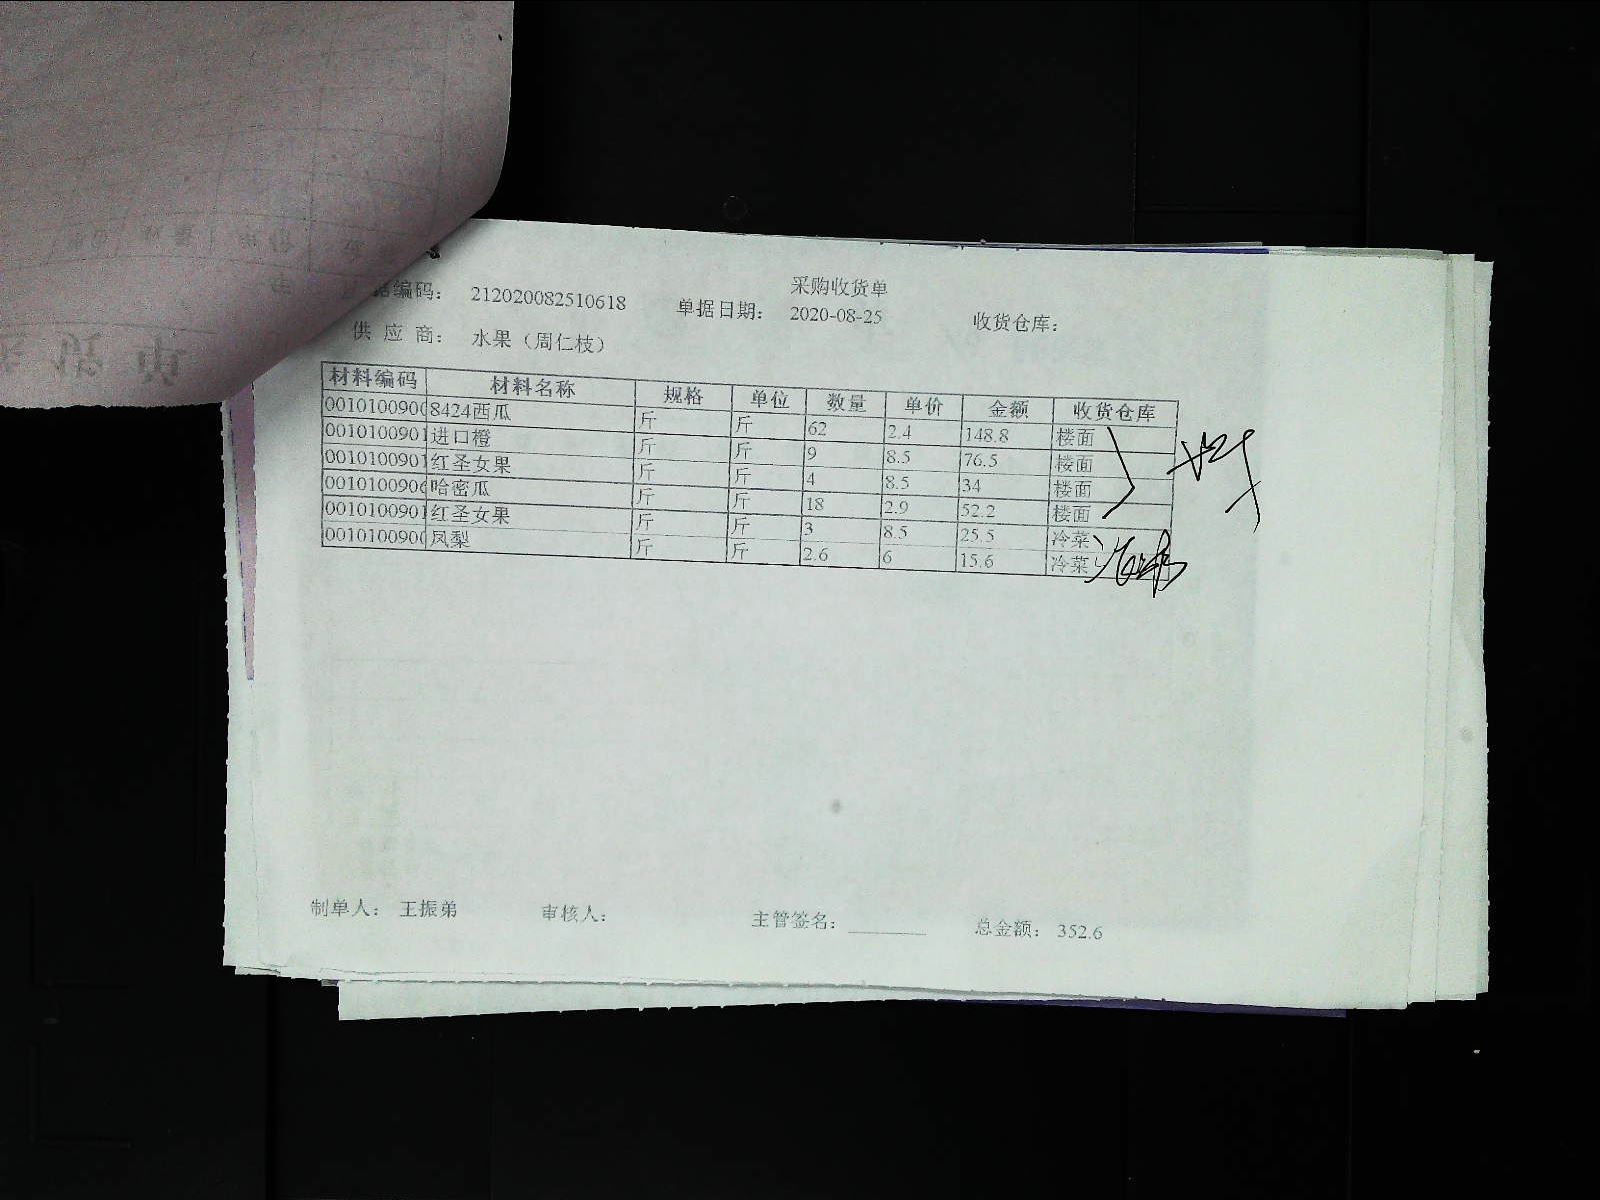 采购收货单
据编码： 212020082510618 单据日期： 2020-08-25 收货仓库：
供 应 商： 水果（周仁枝）
材料编码 材料名称 规格 单位 数量 单价 金额 收货仓库
0010100900 8424西瓜 斤 斤 62 2.4 148.8 楼面
0010100901 进口橙 斤 斤 9 8.5 76.5 楼面
0010100901 红圣女果 斤 斤 4 8.5 34 楼面
0010100906 哈密瓜 斤 斤 18 2.9 52.2 楼面
0010100901 红圣女果 斤 斤 3 8.5 25.5 冷菜
0010100900 凤梨 斤 斤 2.6 6 15.6 冷菜
制单人： 王振弟 审核人： 主管签名： 总金额： 352.6